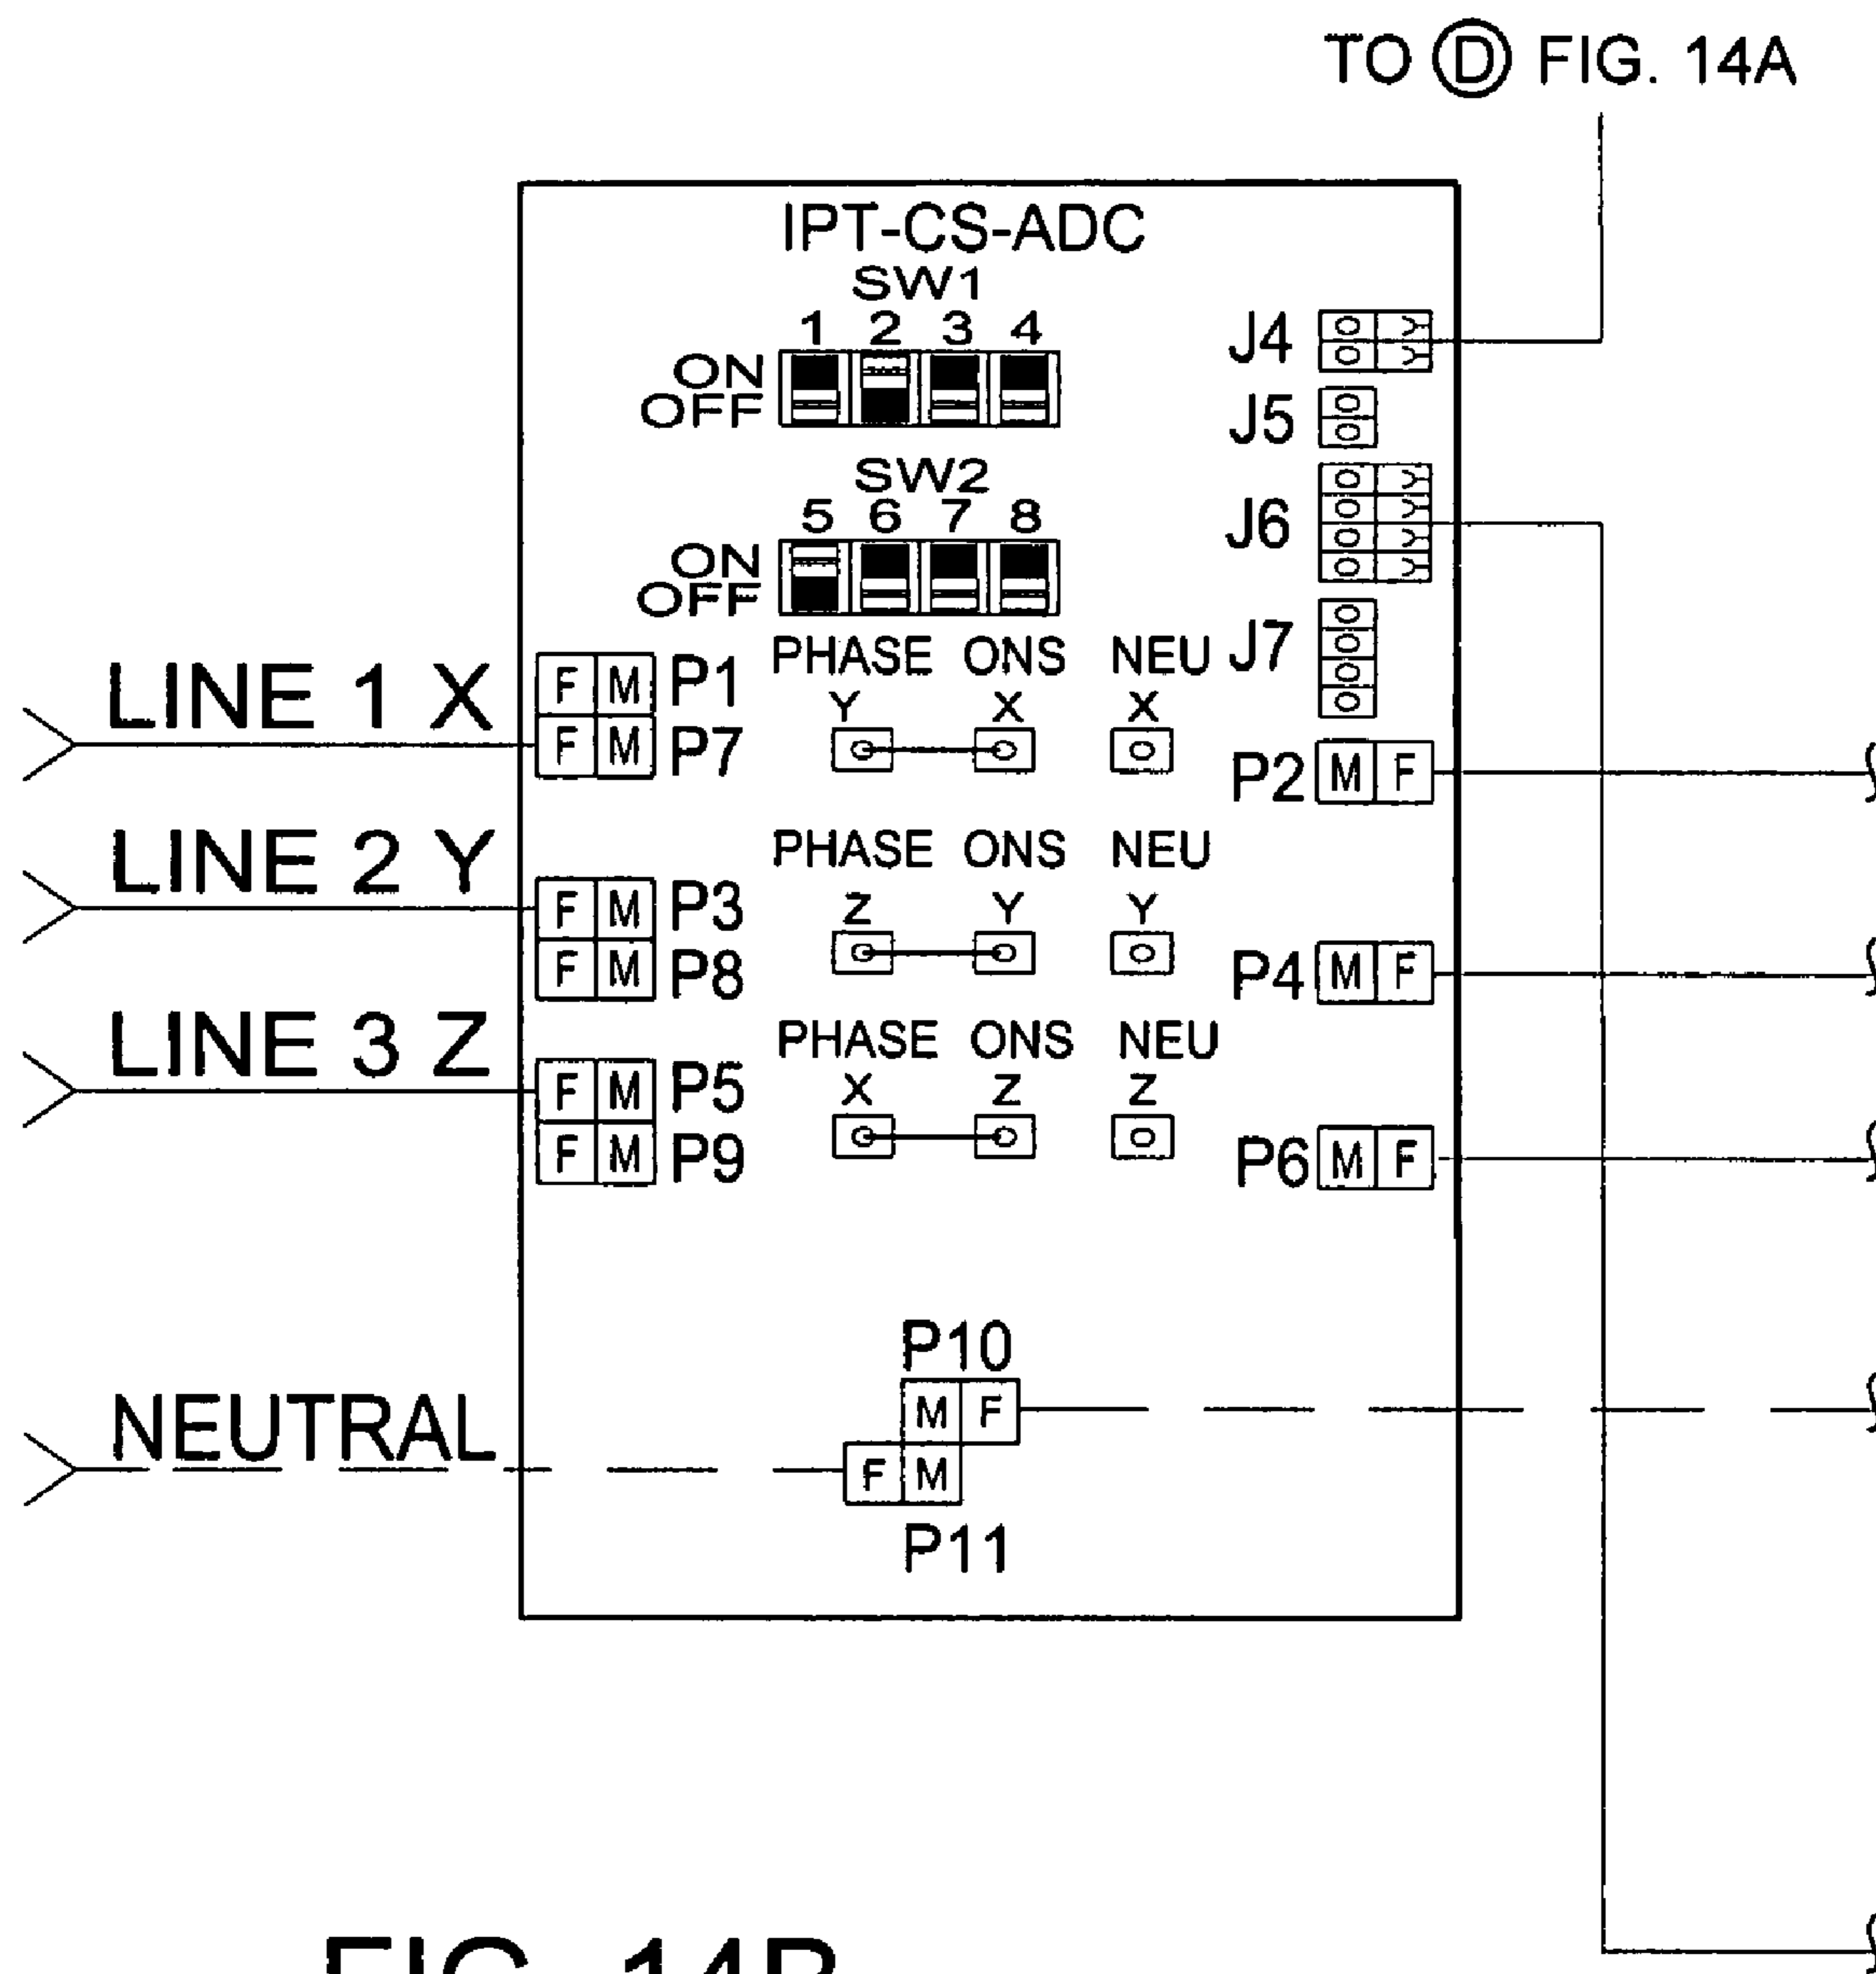 TO D FIG. 14A
IPT-CS-ADC
SW1
1 2 3 4
ON
OFF
SW2
5 6 7 8
ON
OFF
J4
J5
J6
J7
LINE 1 X
F M P1
F M P7
PHASE ONS NEU
Y X X
P2 M F
LINE 2 Y
F M P3
F M P8
PHASE ONS NEU
Z Y Y
P4 M F
LINE 3 Z
F M P5
F M P9
PHASE ONS NEU
X Z Z
P6 M F
NEUTRAL
P10
M F
F M
P11
FIG. 14B